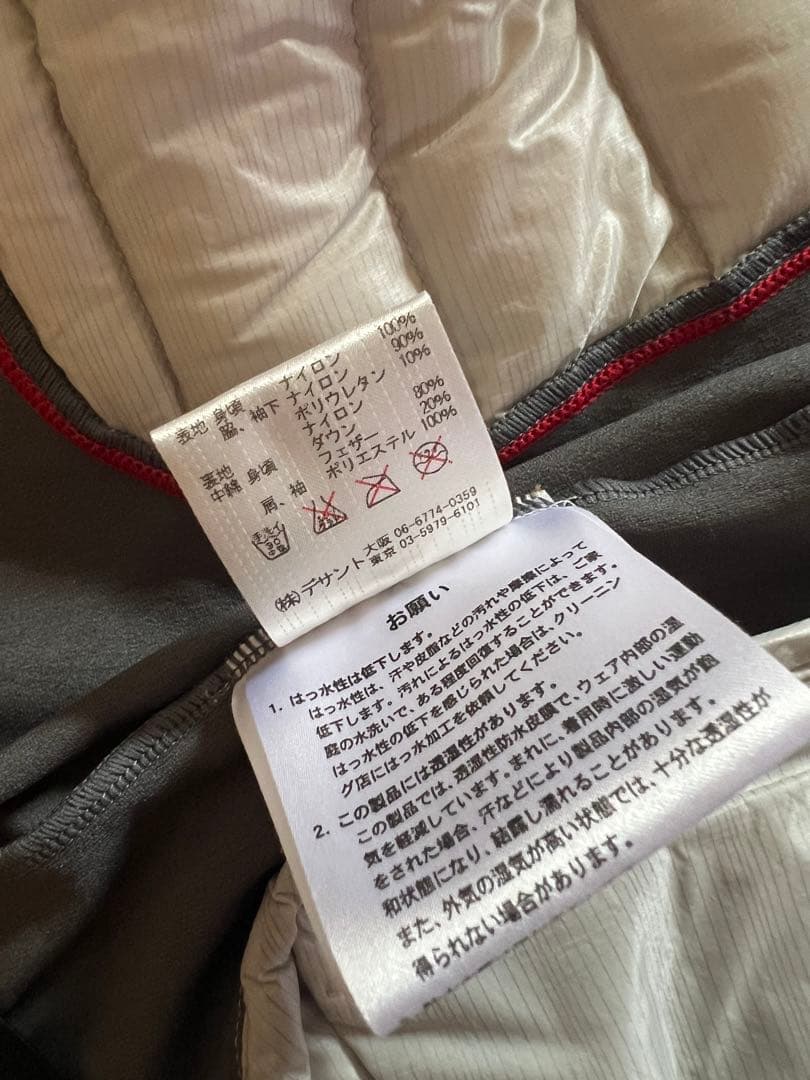 表地 身頃 ナイロン 100%
脇、袖下 ナイロン 90%
ポリウレタン 10%
表地 ナイロン
中綿 身頃 ダウン 80%
フェザー 20%
肩、袖 ポリエステル 100%
手洗イ
30
(株)デサント 大阪 06-6774-0359
東京 03-5979-6101
お願い
1. はっ水性は低下します。
はっ水性は、汗や皮脂などの汚れや摩擦によって
低下します。汚れによるはっ水性の低下は、ご家
庭の水洗いで、ある程度回復することができます。
はっ水性の低下を感じられた場合は、クリーニン
グ店にはっ水加工を依頼してください。
2. この製品には透湿性があります。
この製品では、透湿性防水皮膜で、ウェア内部の湿
気を軽減しています。まれに、着用時に激しい運動
をされた場合、汗などにより製品内部の湿気が飽
和状態になり、結露し濡れることがあります。
また、外気の湿気が高い状態では、十分な透湿性が
得られない場合があります。